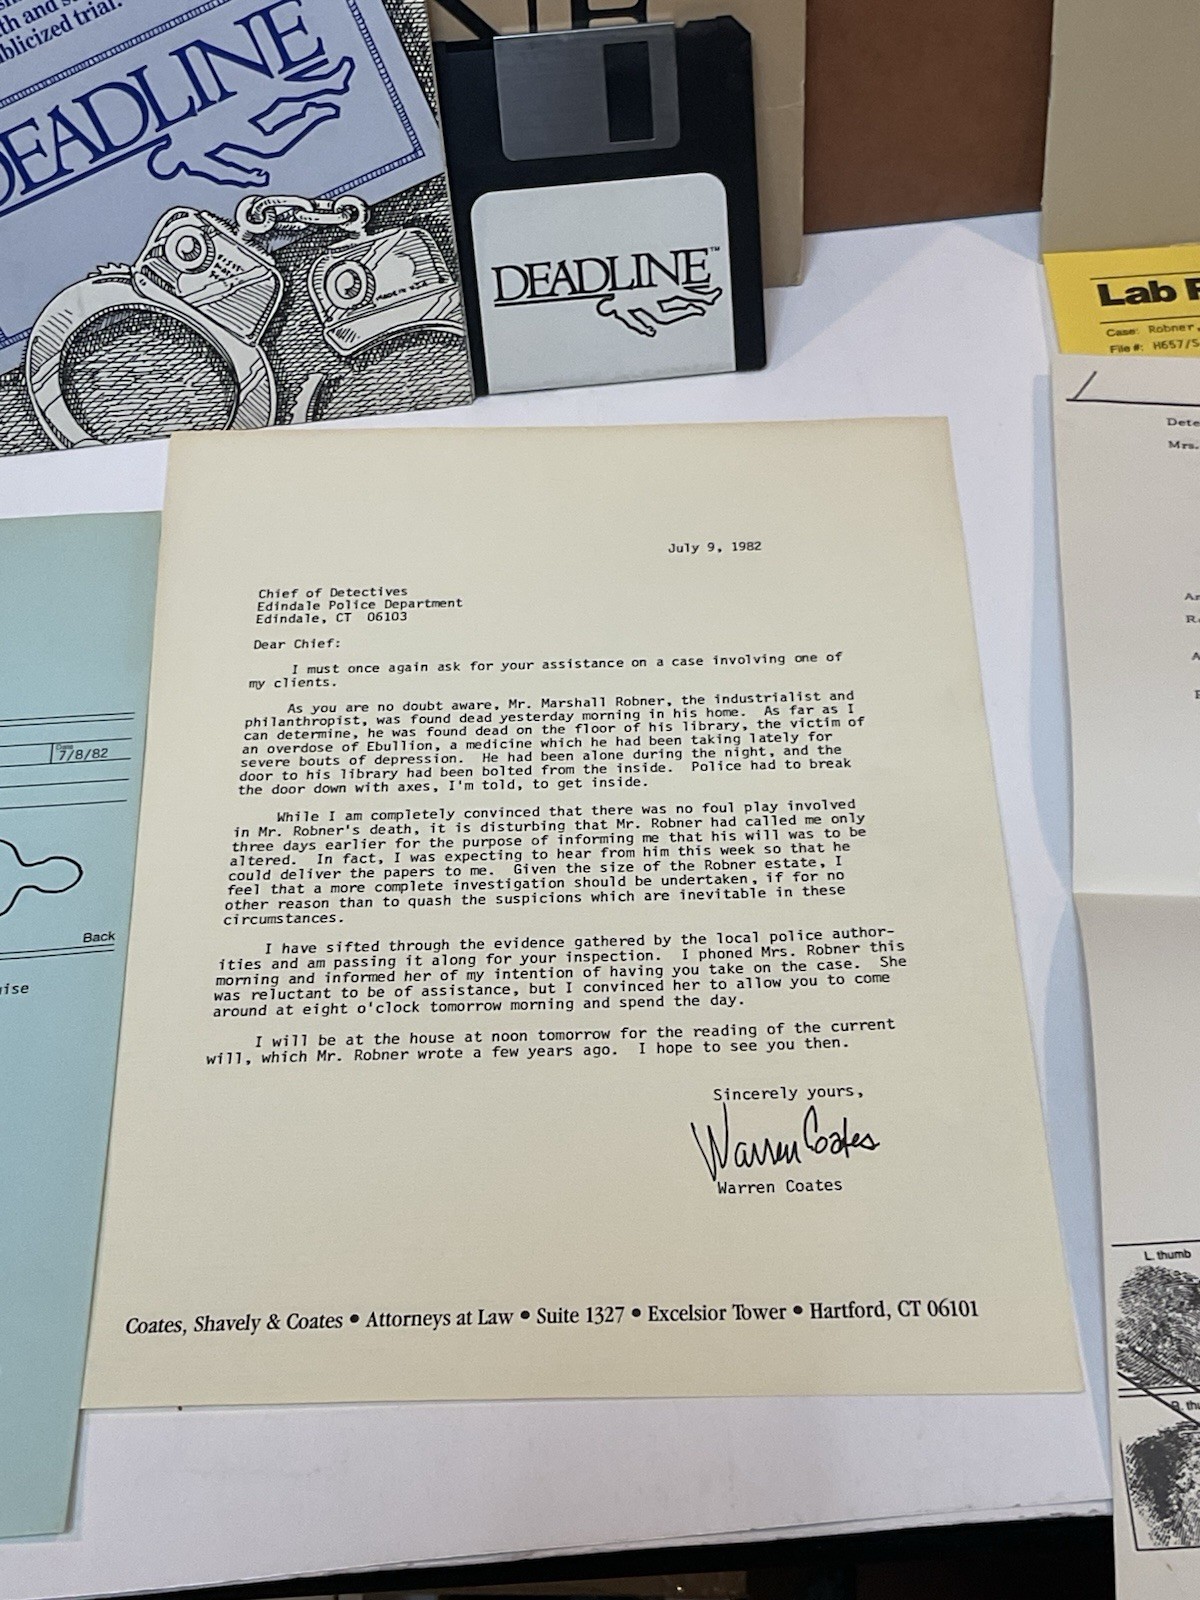 th and
blicized trial.
DEADLINE
MADE IN U.S.A.
DEADLINE™
Lab
Case: Robner
File #: H657/S
Dete
Mrs.
L. thumb
7/8/82
Back
July 9, 1982
Chief of Detectives
Edindale Police Department
Edindale, CT 06103
Dear Chief:
I must once again ask for your assistance on a case involving one of
my clients.
As you are no doubt aware, Mr. Marshall Robner, the industrialist and
philanthropist, was found dead yesterday morning in his home. As far as I
can determine, he was found dead on the floor of his library, the victim of
an overdose of Ebullion, a medicine which he had been taking lately for
severe bouts of depression. He had been alone during the night, and the
door to his library had been bolted from the inside. Police had to break
the door down with axes, I'm told, to get inside.
While I am completely convinced that there was no foul play involved
in Mr. Robner's death, it is disturbing that Mr. Robner had called me only
three days earlier for the purpose of informing me that his will was to be
altered. In fact, I was expecting to hear from him this week so that he
could deliver the papers to me. Given the size of the Robner estate, I
feel that a more complete investigation should be undertaken, if for no
other reason than to quash the suspicions which are inevitable in these
circumstances.
I have sifted through the evidence gathered by the local police author-
ities and am passing it along for your inspection. I phoned Mrs. Robner this
morning and informed her of my intention of having you take on the case. She
was reluctant to be of assistance, but I convinced her to allow you to come
around at eight o'clock tomorrow morning and spend the day.
I will be at the house at noon tomorrow for the reading of the current
will, which Mr. Robner wrote a few years ago. I hope to see you then.
Sincerely yours,
Warren Coates
Warren Coates
Coates, Shavely & Coates • Attorneys at Law • Suite 1327 • Excelsior Tower • Hartford, CT 06101